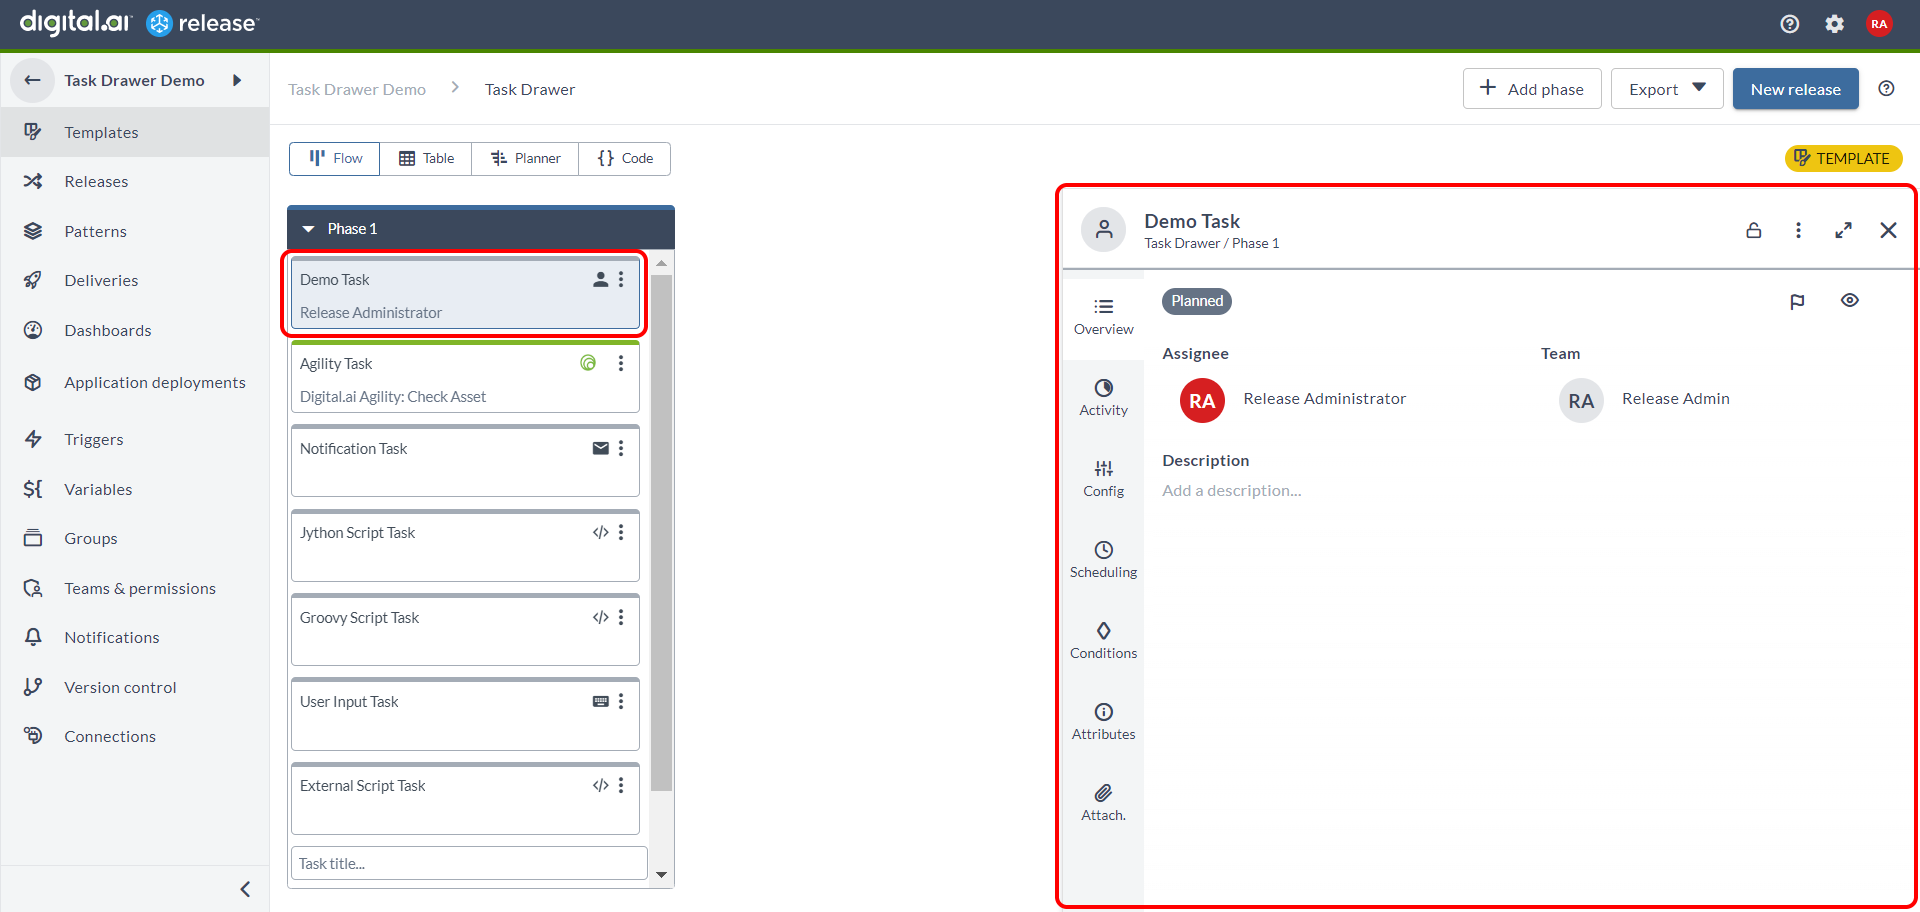 digital.ai release
RA
Task Drawer Demo
Templates
Releases
Patterns
Deliveries
Dashboards
Application deployments
Triggers
Variables
Groups
Teams & permissions
Notifications
Version control
Connections
Task Drawer Demo > Task Drawer
Add phase
Export
New release
Flow
Table
Planner
Code
TEMPLATE
Phase 1
Demo Task
Release Administrator
Agility Task
Digital.ai Agility: Check Asset
Notification Task
Jython Script Task
Groovy Script Task
User Input Task
External Script Task
Task title...
Demo Task
Task Drawer / Phase 1
Overview
Activity
Config
Scheduling
Conditions
Attributes
Attach.
Planned
Assignee
RA Release Administrator
Team
RA Release Admin
Description
Add a description...